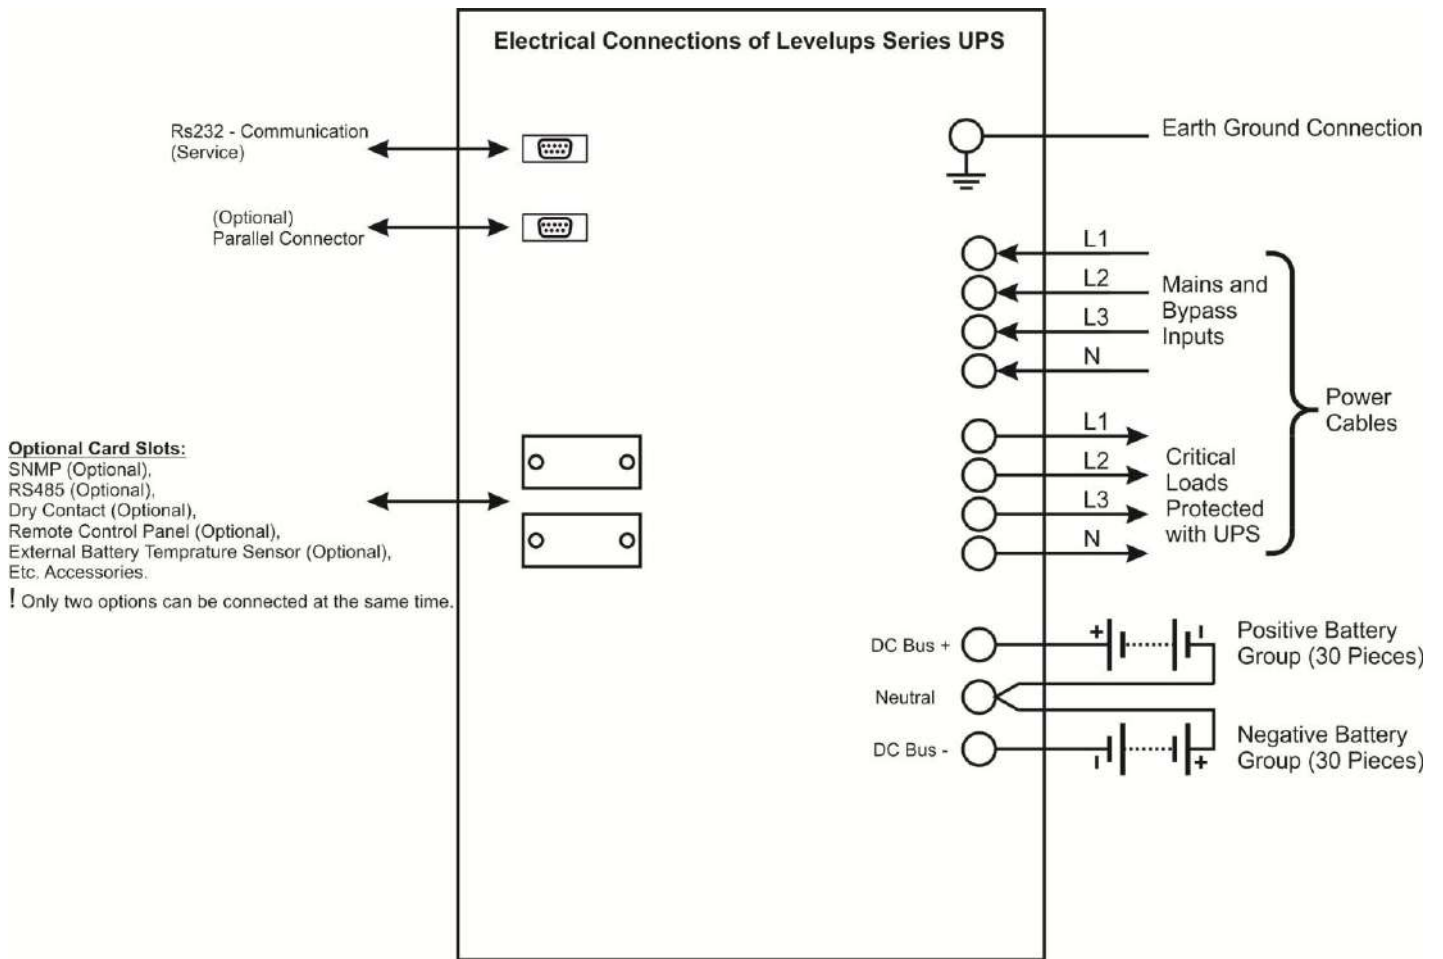 Electrical Connections of Levelups Series UPS
Rs232 - Communication
(Service)
(Optional)
Parallel Connector
Optional Card Slots:
SNMP (Optional),
RS485 (Optional),
Dry Contact (Optional),
Remote Control Panel (Optional),
External Battery Temprature Sensor (Optional),
Etc. Accessories.
! Only two options can be connected at the same time.
Earth Ground Connection
L1
L2
L3
N
Mains and
Bypass
Inputs
L1
L2
L3
N
Critical
Loads
Protected
with UPS
Power
Cables
DC Bus +
Neutral
DC Bus -
+
-
Positive Battery
Group (30 Pieces)
-
+
Negative Battery
Group (30 Pieces)